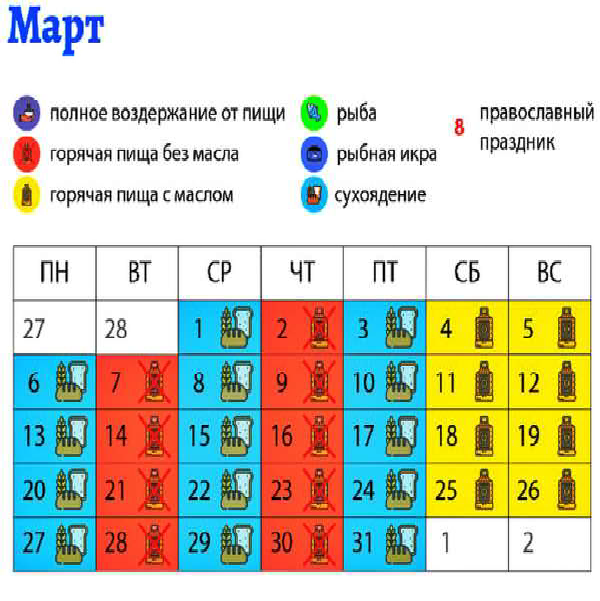 Март
полное воздержание от пищи
рыба
8 православный праздник
горячая пища без масла
рыбная икра
горячая пища с маслом
сухоядение
ПН ВТ СР ЧТ ПТ СБ ВС
27 28 1 2 3 4 5
6 7 8 9 10 11 12
13 14 15 16 17 18 19
20 21 22 23 24 25 26
27 28 29 30 31 1 2